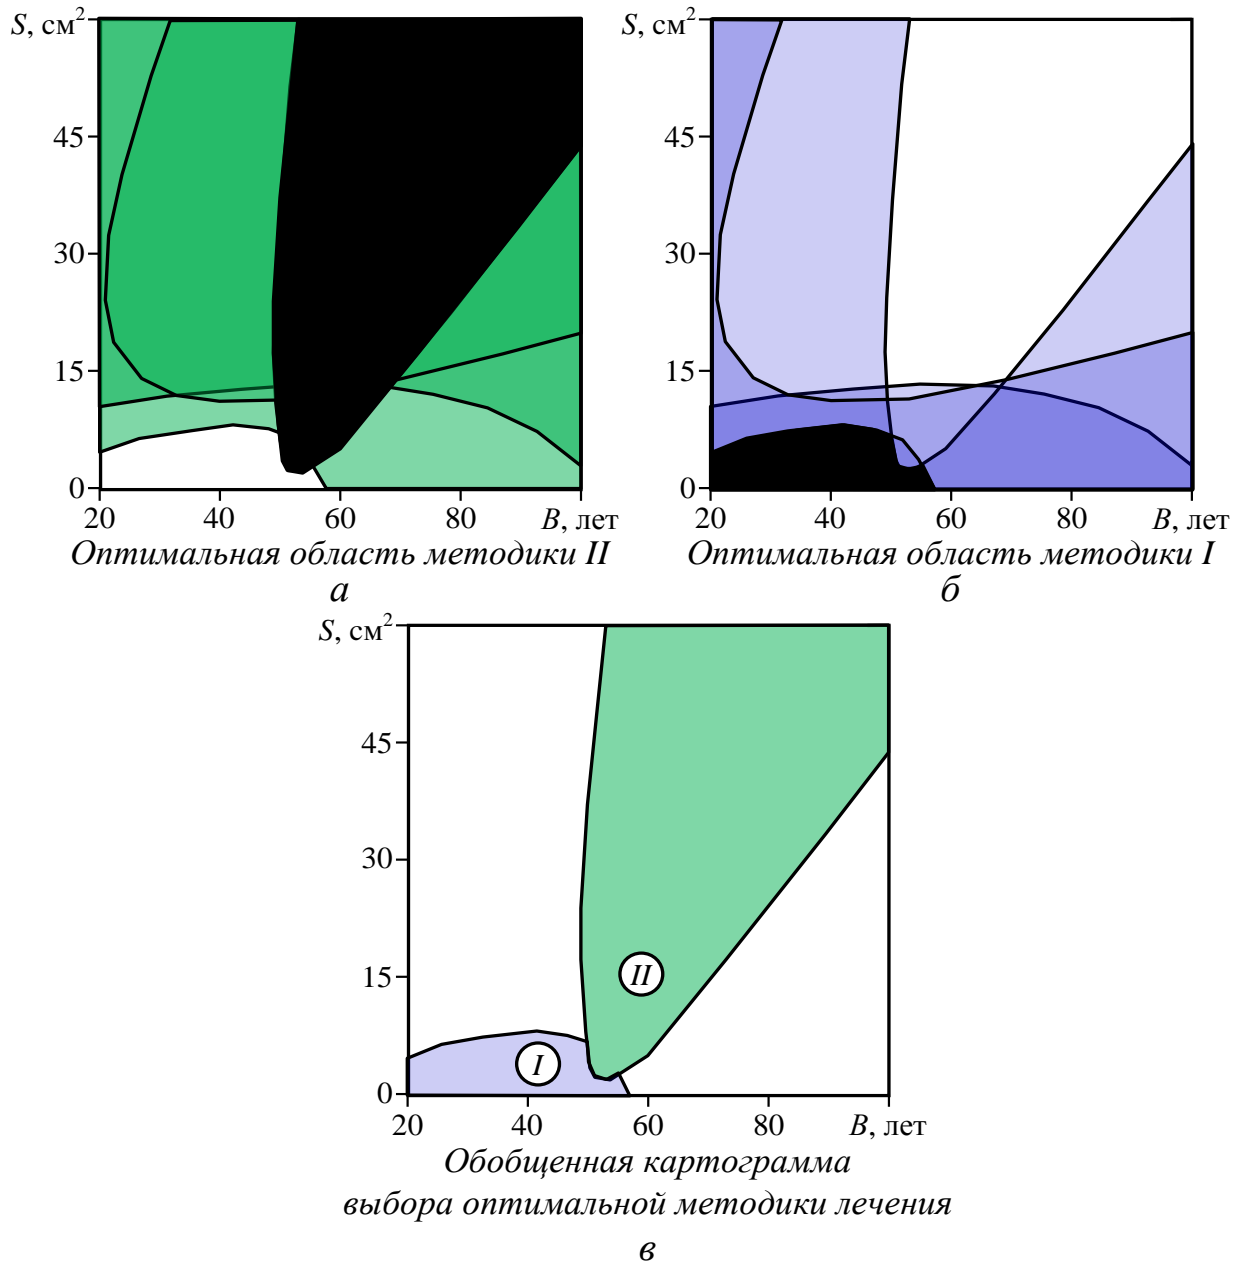 S, см² S, см²
45 45
30 30
15 15
0 0
20 40 60 80 B, лет 20 40 60 80 B, лет
Оптимальная область методики II Оптимальная область методики I
а б
S, см²
45
30
15
II
I
0
20 40 60 80 B, лет
Обобщенная картограмма
выбора оптимальной методики лечения
в